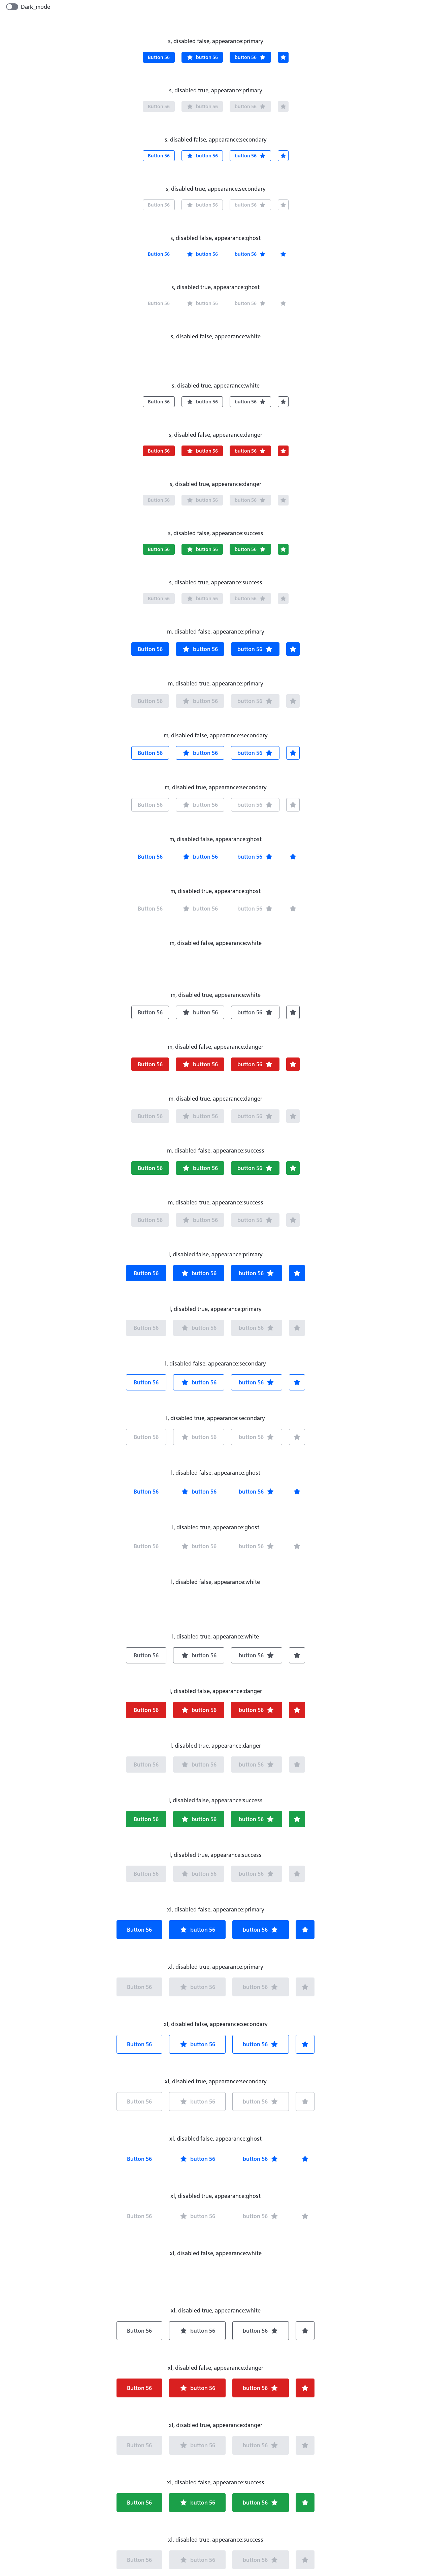 Dark_mode
s, disabled false, appearance:primary
Button 56 button 56 button 56
s, disabled true, appearance:primary
Button 56 button 56 button 56
s, disabled false, appearance:secondary
Button 56 button 56 button 56
s, disabled true, appearance:secondary
Button 56 button 56 button 56
s, disabled false, appearance:ghost
Button 56 button 56 button 56
s, disabled true, appearance:ghost
Button 56 button 56 button 56
s, disabled false, appearance:white
s, disabled true, appearance:white
Button 56 button 56 button 56
s, disabled false, appearance:danger
Button 56 button 56 button 56
s, disabled true, appearance:danger
Button 56 button 56 button 56
s, disabled false, appearance:success
Button 56 button 56 button 56
s, disabled true, appearance:success
Button 56 button 56 button 56
m, disabled false, appearance:primary
Button 56 button 56 button 56
m, disabled true, appearance:primary
Button 56 button 56 button 56
m, disabled false, appearance:secondary
Button 56 button 56 button 56
m, disabled true, appearance:secondary
Button 56 button 56 button 56
m, disabled false, appearance:ghost
Button 56 button 56 button 56
m, disabled true, appearance:ghost
Button 56 button 56 button 56
m, disabled false, appearance:white
m, disabled true, appearance:white
Button 56 button 56 button 56
m, disabled false, appearance:danger
Button 56 button 56 button 56
m, disabled true, appearance:danger
Button 56 button 56 button 56
m, disabled false, appearance:success
Button 56 button 56 button 56
m, disabled true, appearance:success
Button 56 button 56 button 56
l, disabled false, appearance:primary
Button 56 button 56 button 56
l, disabled true, appearance:primary
Button 56 button 56 button 56
l, disabled false, appearance:secondary
Button 56 button 56 button 56
l, disabled true, appearance:secondary
Button 56 button 56 button 56
l, disabled false, appearance:ghost
Button 56 button 56 button 56
l, disabled true, appearance:ghost
Button 56 button 56 button 56
l, disabled false, appearance:white
l, disabled true, appearance:white
Button 56 button 56 button 56
l, disabled false, appearance:danger
Button 56 button 56 button 56
l, disabled true, appearance:danger
Button 56 button 56 button 56
l, disabled false, appearance:success
Button 56 button 56 button 56
l, disabled true, appearance:success
Button 56 button 56 button 56
xl, disabled false, appearance:primary
Button 56 button 56 button 56
xl, disabled true, appearance:primary
Button 56 button 56 button 56
xl, disabled false, appearance:secondary
Button 56 button 56 button 56
xl, disabled true, appearance:secondary
Button 56 button 56 button 56
xl, disabled false, appearance:ghost
Button 56 button 56 button 56
xl, disabled true, appearance:ghost
Button 56 button 56 button 56
xl, disabled false, appearance:white
xl, disabled true, appearance:white
Button 56 button 56 button 56
xl, disabled false, appearance:danger
Button 56 button 56 button 56
xl, disabled true, appearance:danger
Button 56 button 56 button 56
xl, disabled false, appearance:success
Button 56 button 56 button 56
xl, disabled true, appearance:success
Button 56 button 56 button 56